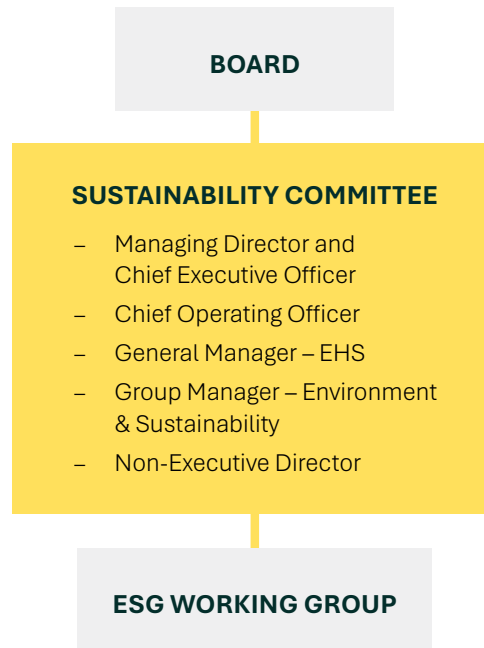 BOARD
SUSTAINABILITY COMMITTEE
– Managing Director and
Chief Executive Officer
– Chief Operating Officer
– General Manager – EHS
– Group Manager – Environment
& Sustainability
– Non-Executive Director
ESG WORKING GROUP